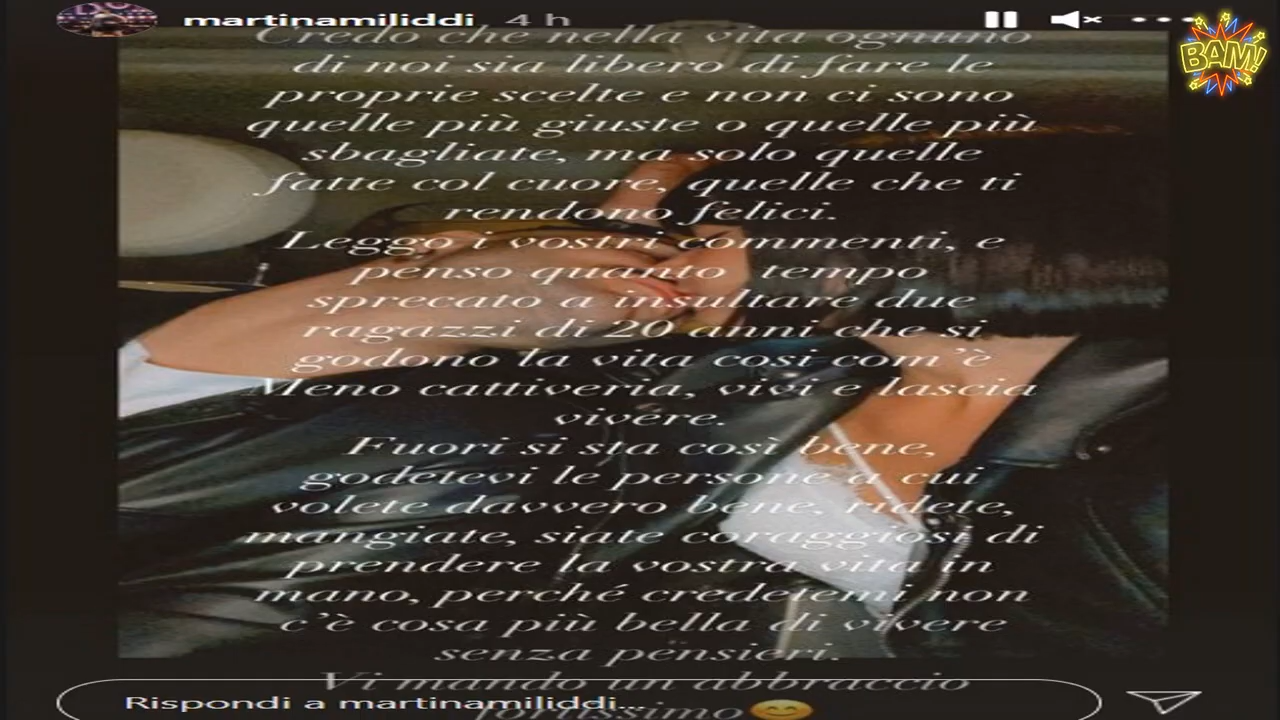 martinamiliddi 4 h
BAM!
Credo che nella vita ognuno
di noi sia libero di fare le
proprie scelte e non ci sono
quelle più giuste o quelle più
sbagliate, ma solo quelle
fatte col cuore, quelle che ti
rendono felici.
Leggo i vostri commenti, e
penso quanto tempo
sprecato a insultare due
ragazzi di 20 anni che si
godono la vita così com'è
Meno cattiveria, vivi e lascia
vivere.
Fuori si sta così bene,
godetevi le persone a cui
volete davvero bene, ridete,
mangiate, siate coraggiosi di
prendere la vostra vita in
mano, perché credetemi non
c'è cosa più bella di vivere
senza pensieri.
Vi mando un abbraccio
fortissimo😊
Rispondi a martinamiliddi...